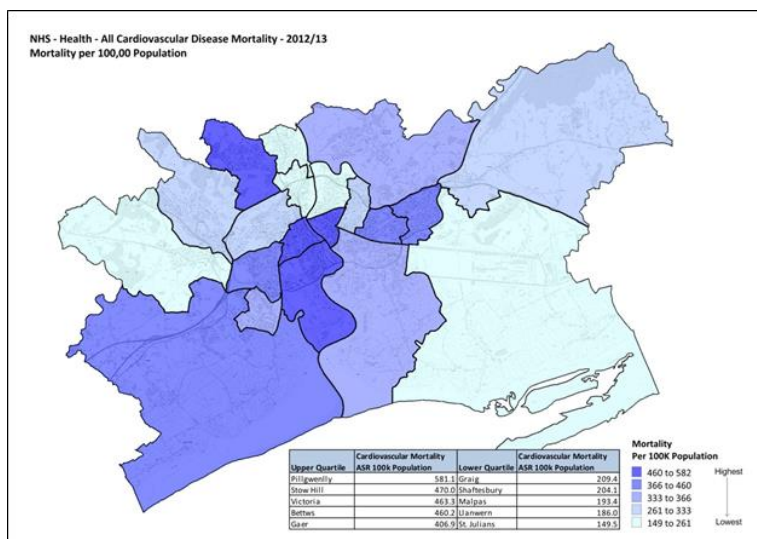 NHS - Health - All Cardiovascular Disease Mortality - 2012/13
Mortality per 100,00 Population
Upper Quartile Cardiovascular Mortality ASR 100k Population Lower Quartile Cardiovascular Mortality ASR 100k Population
Pillgwenlly 581.1 Graig 209.4
Stow Hill 470.0 Shaftesbury 204.1
Victoria 463.3 Malpas 193.4
Bettws 460.2 Llanwern 186.0
Gaer 406.9 St. Julians 149.5
Mortality
Per 100K Population
460 to 582 Highest
366 to 460
333 to 366
261 to 333
149 to 261 Lowest